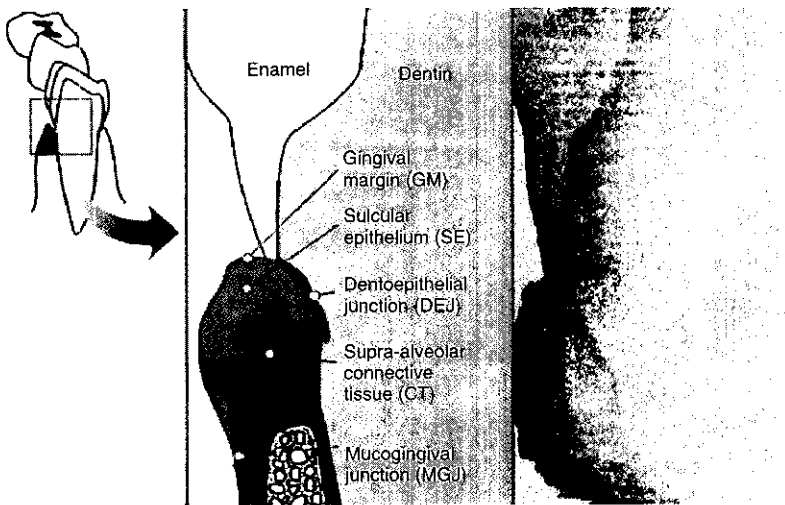 Enamel
Dentin
Gingival
margin (GM)
Sulcular
epithelium (SE)
Dentoepithelial
junction (DEJ)
Supra-alveolar
connective
tissue (CT)
Mucogingival
junction (MGJ)